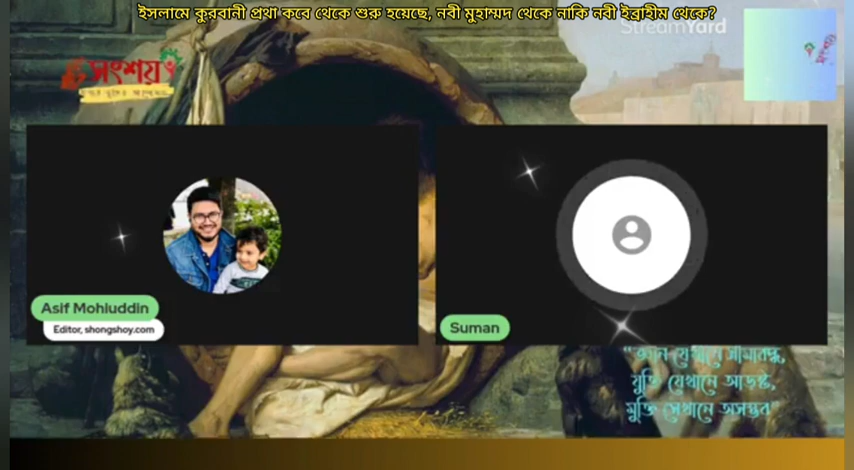 ইসলামে কুরবানী প্রথা কবে থেকে শুরু হয়েছে, নবী মুহাম্মদ থেকে নাকি নবী ইব্রাহীম থেকে?
StreamYard
সংশয়
Asif Mohiuddin
Editor, shongshoy.com
Suman
"জ্ঞান যেখানে সীমাবদ্ধ,
যুক্তি যেখানে আড়ষ্ট,
মুক্তি সেখানে অসম্ভব"